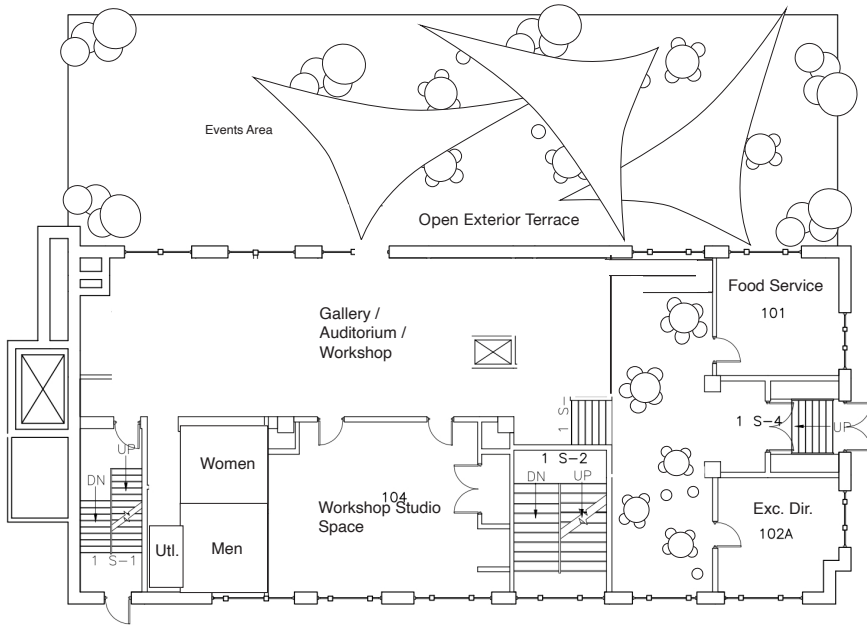 Events Area
Open Exterior Terrace
Food Service
101
Gallery /
Auditorium /
Workshop
1 S-
1 S-4
UP
UP
DN
Women
1 S-2
DN
UP
104
Workshop Studio
Space
Exc. Dir.
102A
Men
Utl.
1 S-1